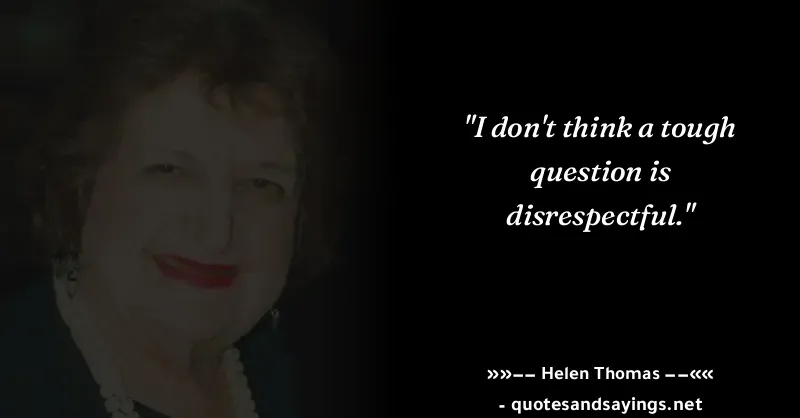 "I don't think a tough
question is
disrespectful."
»»–– Helen Thomas ––««
- quotesandsayings.net